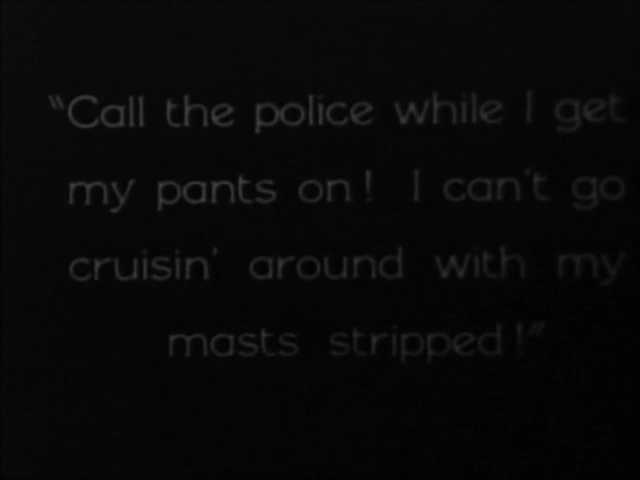 "Call the police while I get
my pants on! I can't go
cruisin' around with my
masts stripped!"